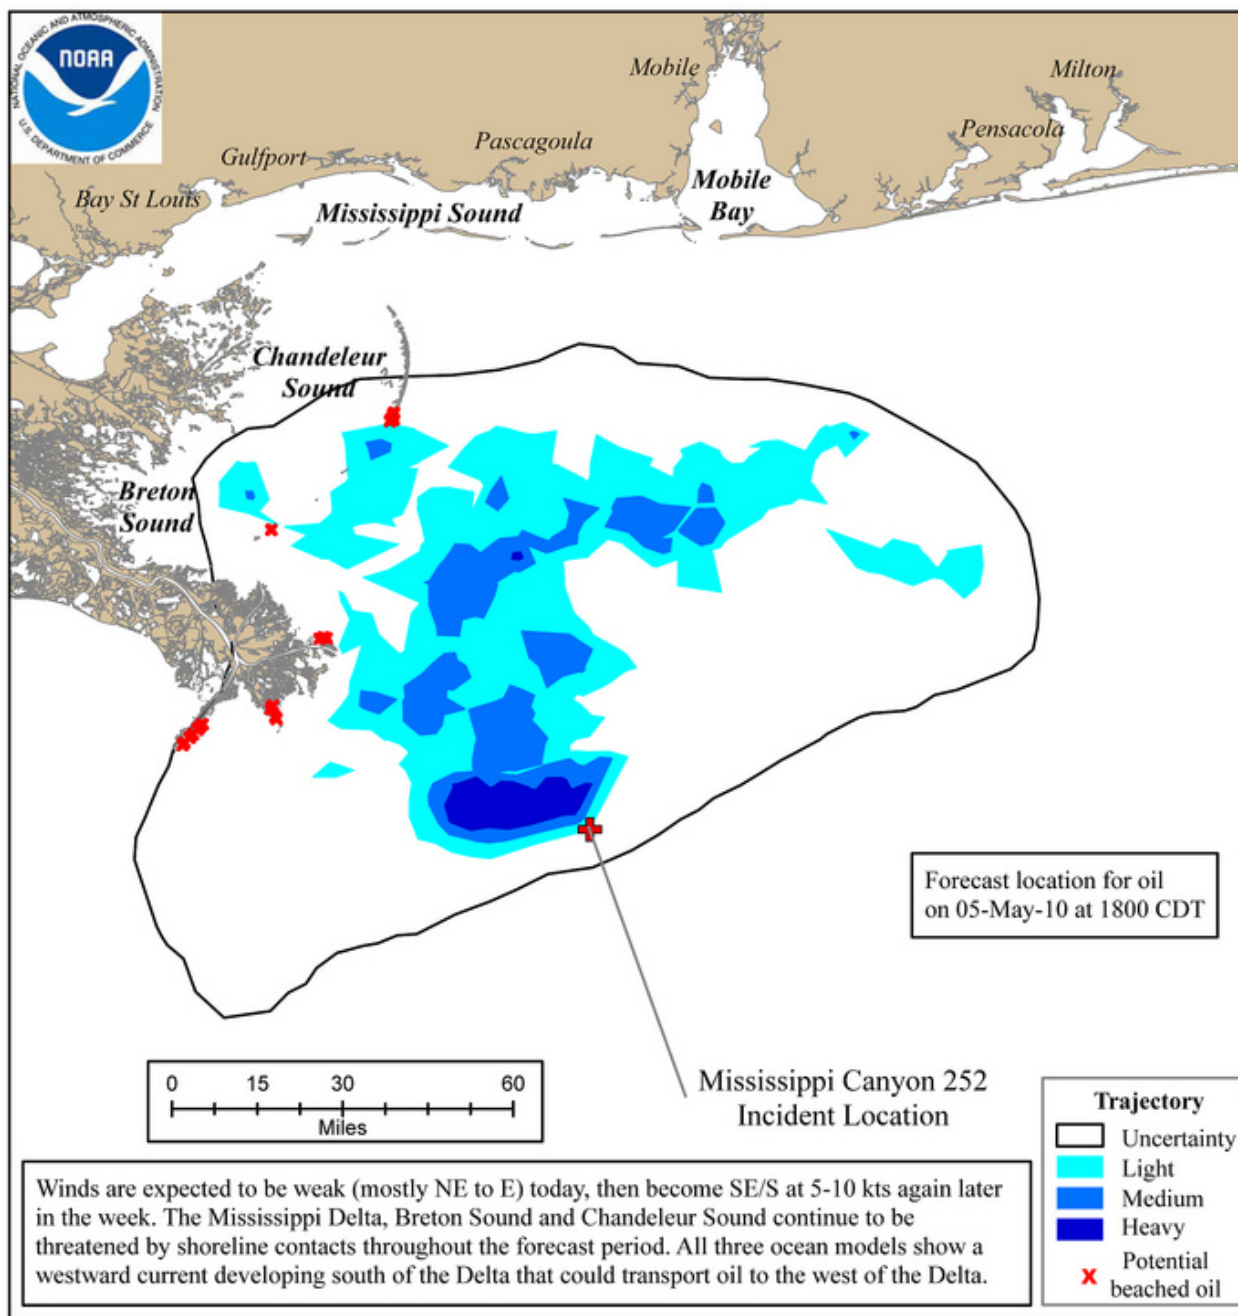 NATIONAL OCEANIC AND ATMOSPHERIC ADMINISTRATION
NOAA
U.S. DEPARTMENT OF COMMERCE
Mobile
Milton
Pascagoula
Pensacola
Gulfport
Mobile
Bay
Bay St Louis
Mississippi Sound
Chandeleur
Sound
Breton
Sound
Forecast location for oil
on 05-May-10 at 1800 CDT
0 15 30 60
Miles
Mississippi Canyon 252
Incident Location
Trajectory
Uncertainty
Light
Medium
Heavy
Potential
beached oil
Winds are expected to be weak (mostly NE to E) today, then become SE/S at 5-10 kts again later
in the week. The Mississippi Delta, Breton Sound and Chandeleur Sound continue to be
threatened by shoreline contacts throughout the forecast period. All three ocean models show a
westward current developing south of the Delta that could transport oil to the west of the Delta.